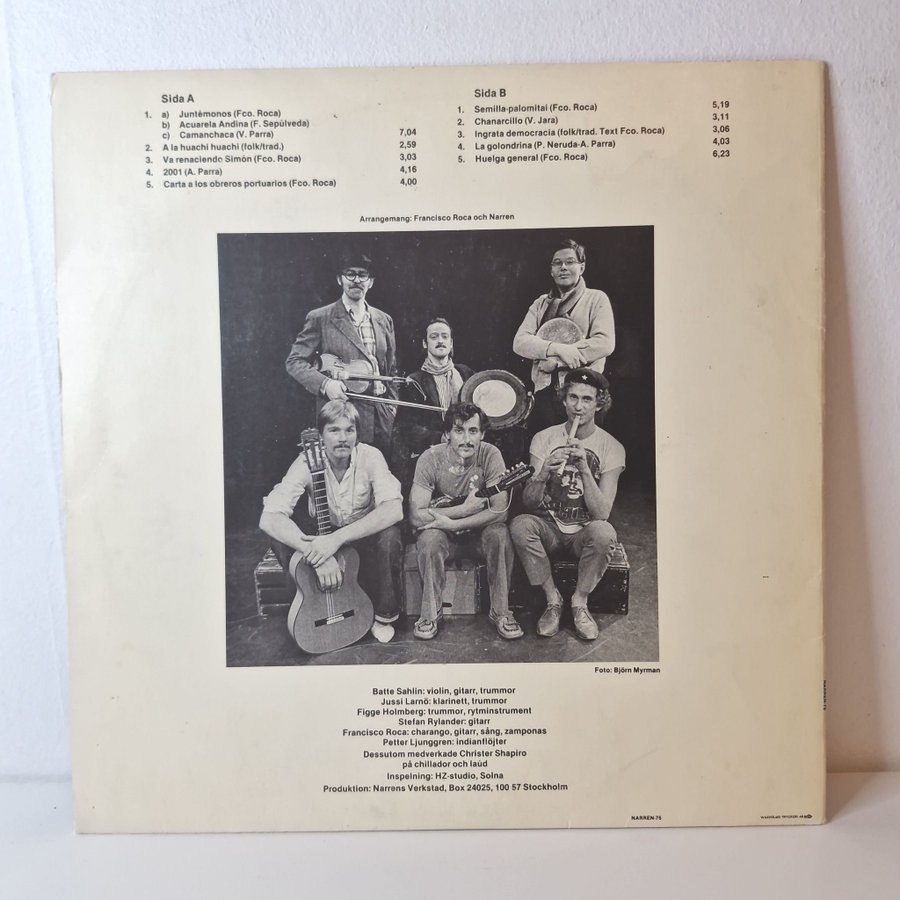 Sida A
1. a) Juntémonos (Fco. Roca)
b) Acuarela Andina (F. Sepúlveda)
c) Camanchaca (V. Parra) 7,04
2. A la huachi huachi (folk/trad.) 2,59
3. Va renaciendo Simón (Fco. Roca) 3,03
4. 2001 (A. Parra) 4,16
5. Carta a los obreros portuarios (Fco. Roca) 4,00
Sida B
1. Semilla-palomitai (Fco. Roca) 5,19
2. Chanarcillo (V. Jara) 3,11
3. Ingrata democracia (folk/trad. Text Fco. Roca) 3,06
4. La golondrina (P. Neruda-A. Parra) 4,03
5. Huelga general (Fco. Roca) 6,23
Arrangemang: Francisco Roca och Narren
Foto: Björn Myrman
Batte Sahlin: violin, gitarr, trummor
Jussi Larnö: klarinett, trummor
Figge Holmberg: trummor, rytminstrument
Stefan Rylander: gitarr
Francisco Roca: charango, gitarr, sång, zamponas
Petter Ljunggren: indianflöjter
Dessutom medverkade Christer Shapiro
på chillador och laúd
Inspelning: HZ-studio, Solna
Produktion: Narrens Verkstad, Box 24025, 100 57 Stockholm
NARREN-75